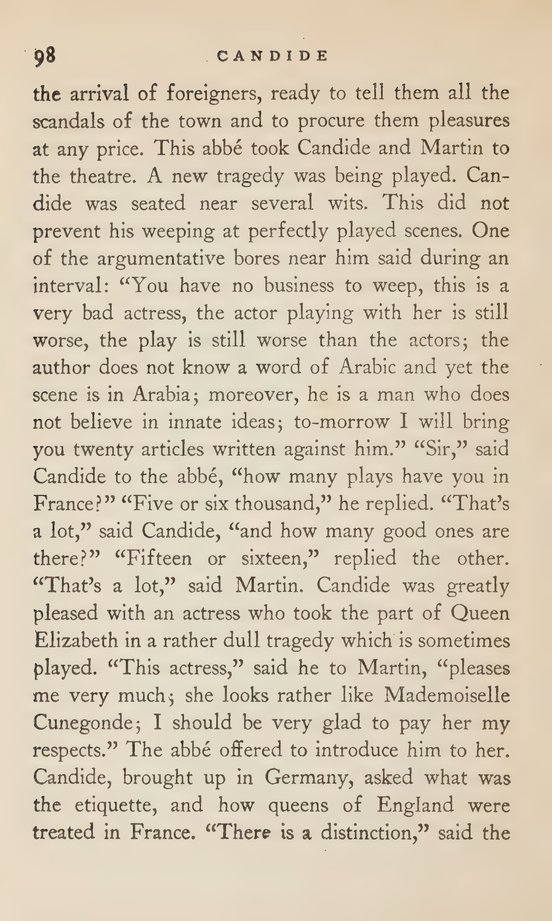 98 CANDIDE
the arrival of foreigners, ready to tell them all the
scandals of the town and to procure them pleasures
at any price. This abbé took Candide and Martin to
the theatre. A new tragedy was being played. Can-
dide was seated near several wits. This did not
prevent his weeping at perfectly played scenes. One
of the argumentative bores near him said during an
interval: “You have no business to weep, this is a
very bad actress, the actor playing with her is still
worse, the play is still worse than the actors; the
author does not know a word of Arabic and yet the
scene is in Arabia; moreover, he is a man who does
not believe in innate ideas; to-morrow I will bring
you twenty articles written against him.” “Sir,” said
Candide to the abbé, “how many plays have you in
France?” “Five or six thousand,” he replied. “That’s
a lot,” said Candide, “and how many good ones are
there?” “Fifteen or sixteen,” replied the other.
“That’s a lot,” said Martin. Candide was greatly
pleased with an actress who took the part of Queen
Elizabeth in a rather dull tragedy which is sometimes
played. “This actress,” said he to Martin, “pleases
me very much; she looks rather like Mademoiselle
Cunegonde; I should be very glad to pay her my
respects.” The abbé offered to introduce him to her.
Candide, brought up in Germany, asked what was
the etiquette, and how queens of England were
treated in France. “There is a distinction,” said the